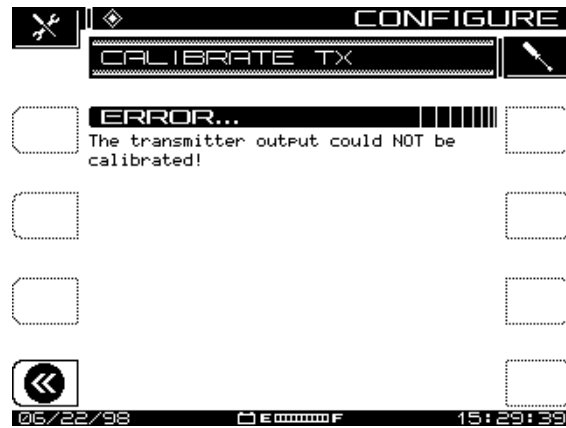 CONFIGURE
CALIBRATE TX
ERROR...
The transmitter output could NOT be
calibrated!
06/22/98 E F 15:29:39